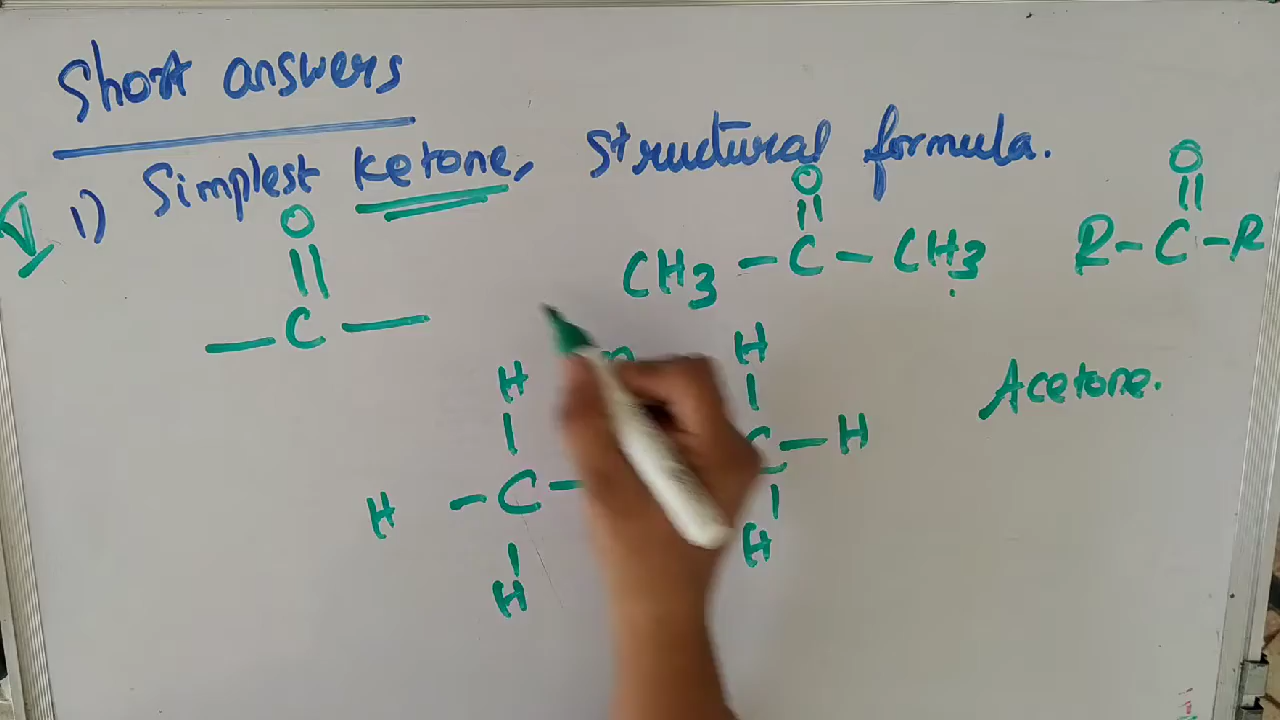 Short answers
1) Simplest ketone, structural formula.
O O O
CH3 - C - CH3 R - C - R
- C -
H H
Acetone.
H - C - C - H
H H